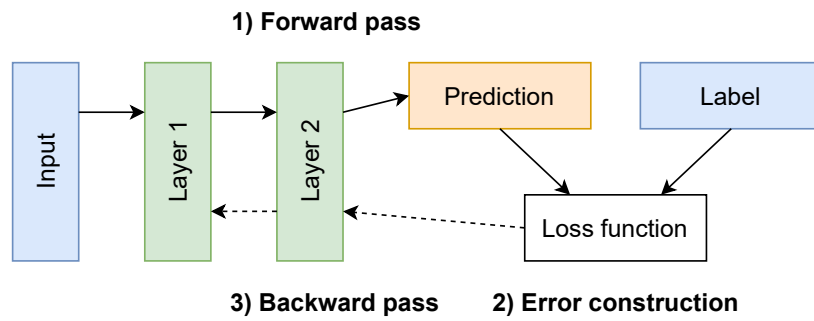 1) Forward pass
Input
Layer 1
Layer 2
Prediction
Label
Loss function
3) Backward pass
2) Error construction